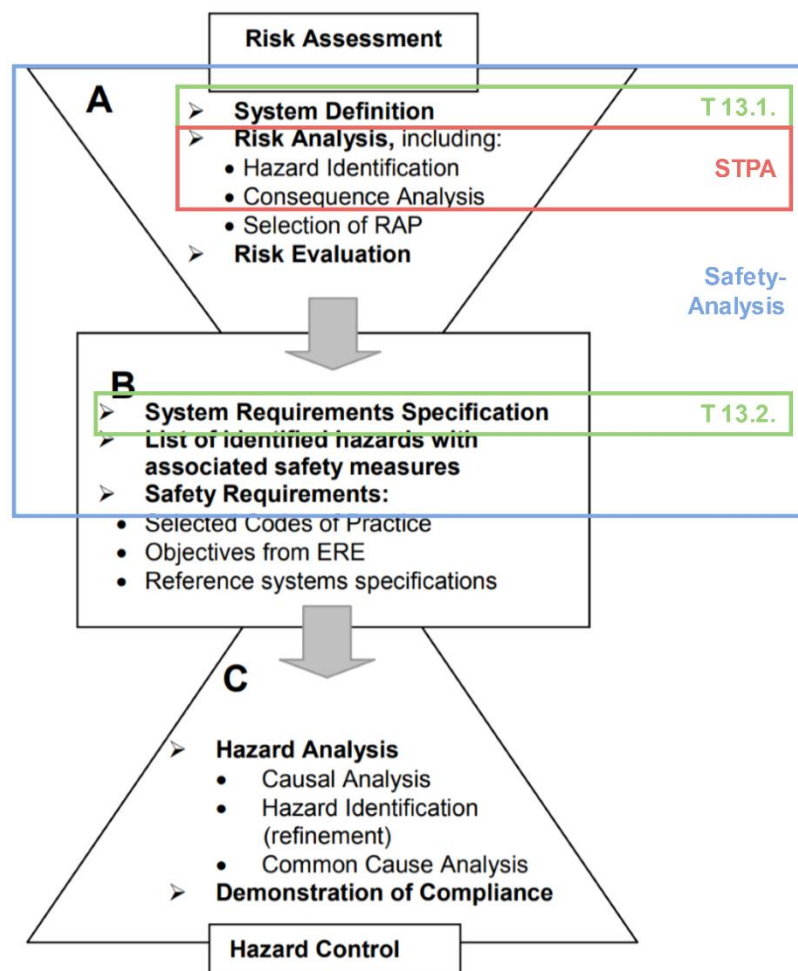 Risk Assessment
A
➢ System Definition
T 13.1.
➢ Risk Analysis, including:
• Hazard Identification
STPA
• Consequence Analysis
• Selection of RAP
➢ Risk Evaluation
Safety-
Analysis
B
➢ System Requirements Specification
T 13.2.
➢ List of identified hazards with
associated safety measures
➢ Safety Requirements:
• Selected Codes of Practice
• Objectives from ERE
• Reference systems specifications
C
➢ Hazard Analysis
• Causal Analysis
• Hazard Identification
(refinement)
• Common Cause Analysis
➢ Demonstration of Compliance
Hazard Control